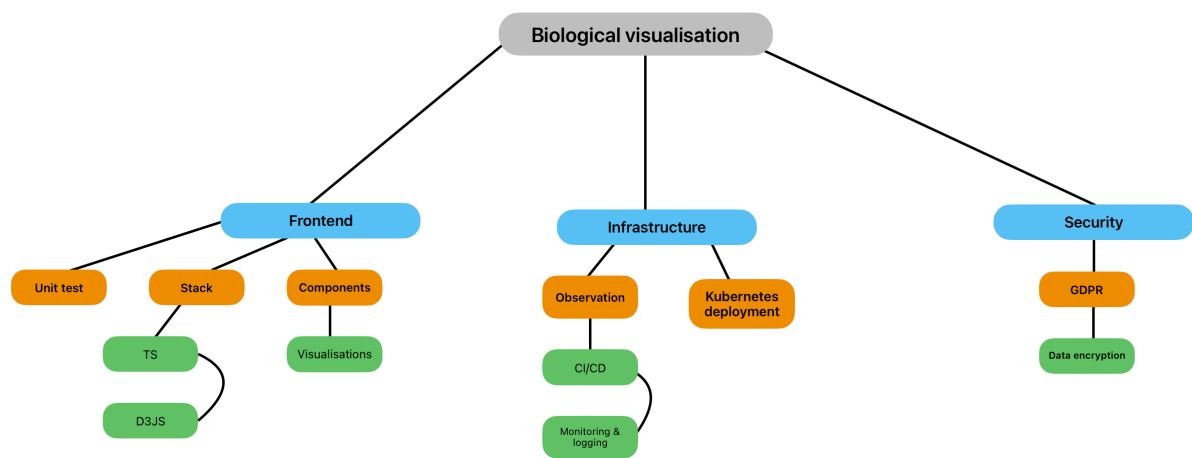 Biological visualisation
Frontend
Infrastructure
Security
Unit test
Stack
Components
Observation
Kubernetes
deployment
GDPR
TS
Visualisations
CI/CD
Data encryption
D3JS
Monitoring &
logging